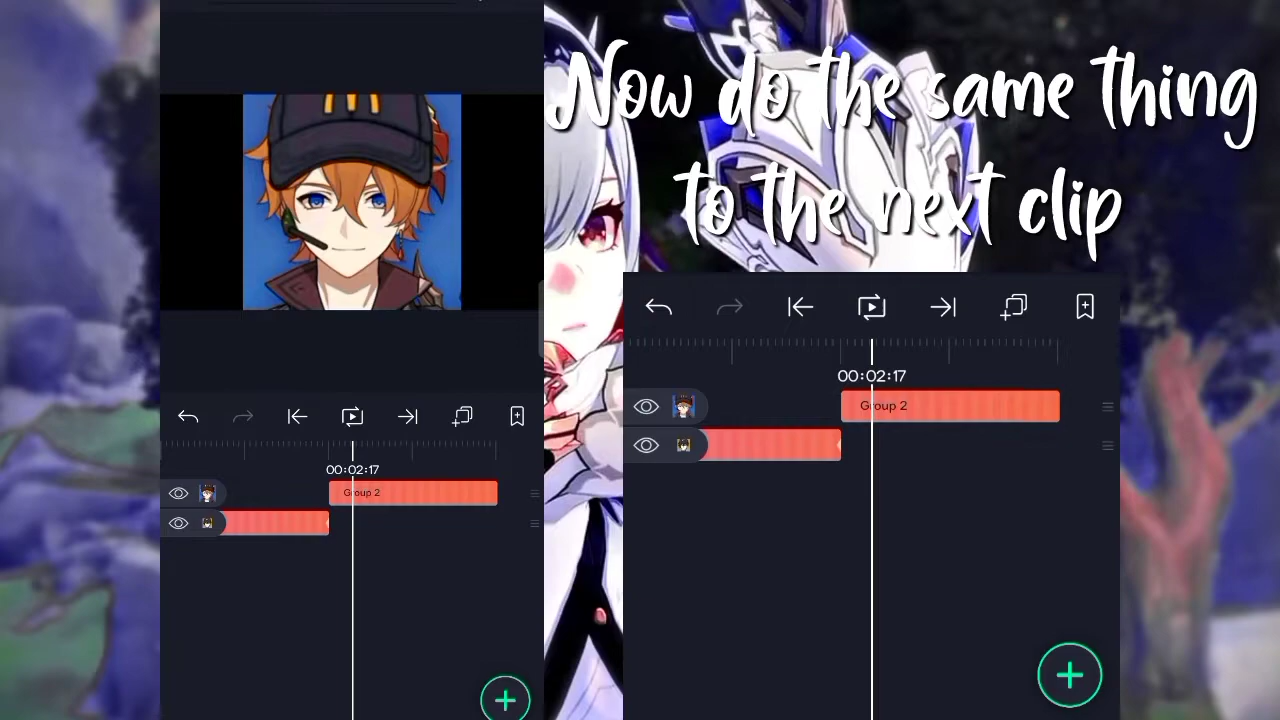 Now do the same thing
to the next clip
00:02:17
Group 2
00:02:17
Group 2